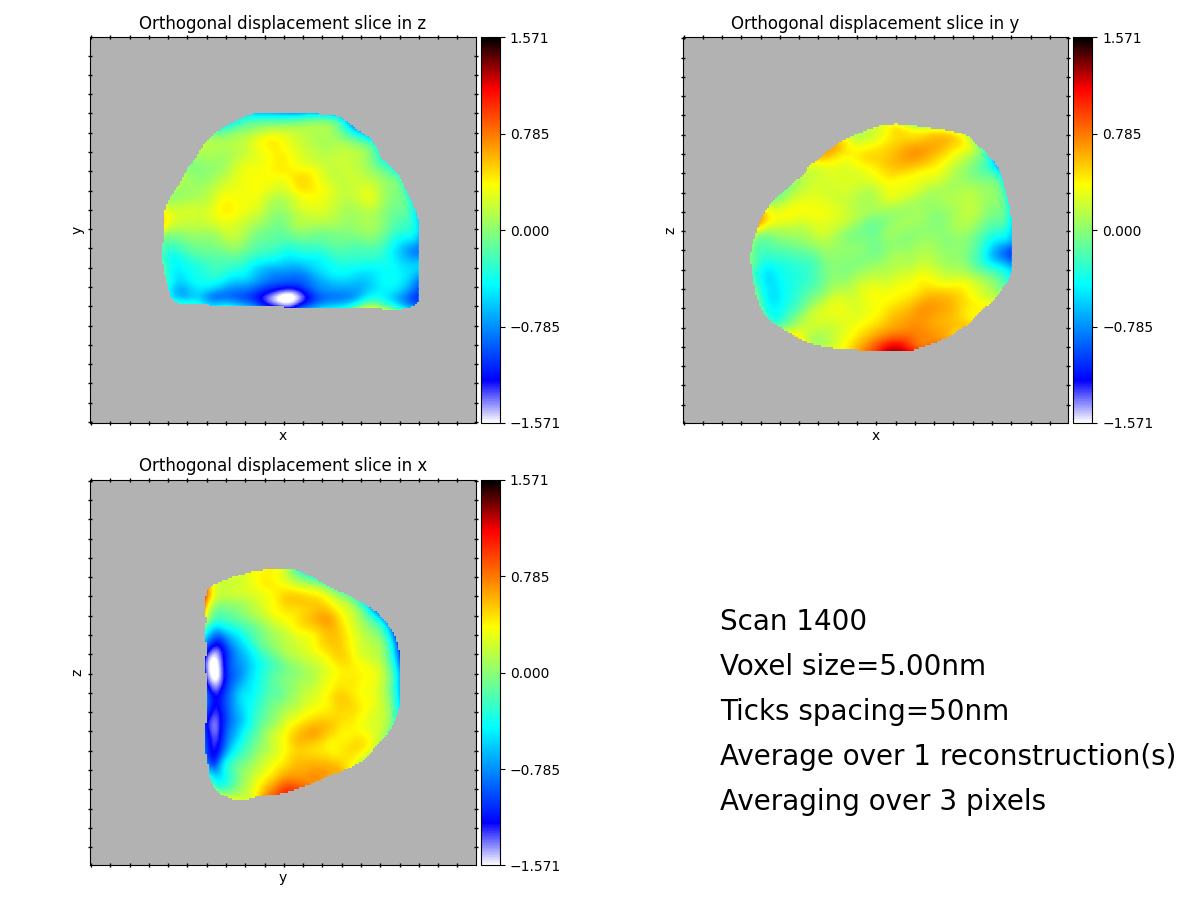 Orthogonal displacement slice in z
1.571
0.785
0.000
−0.785
−1.571
y
x
Orthogonal displacement slice in y
1.571
0.785
0.000
−0.785
−1.571
z
x
Orthogonal displacement slice in x
1.571
0.785
0.000
−0.785
−1.571
z
y
Scan 1400
Voxel size=5.00nm
Ticks spacing=50nm
Average over 1 reconstruction(s)
Averaging over 3 pixels